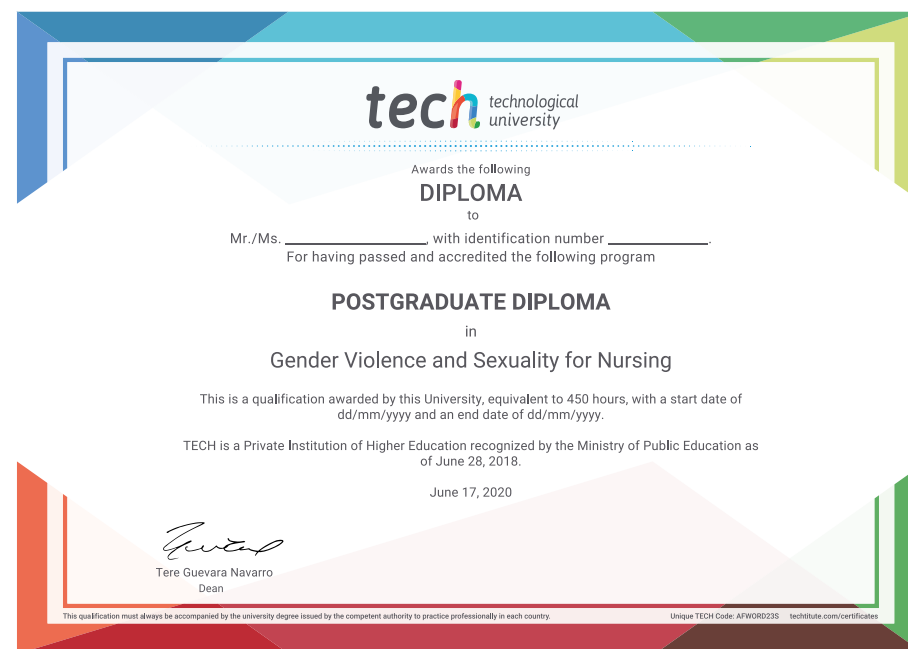 tech technological
university
Awards the following
DIPLOMA
to
Mr./Ms. ____________________, with identification number ______________.
For having passed and accredited the following program
POSTGRADUATE DIPLOMA
in
Gender Violence and Sexuality for Nursing
This is a qualification awarded by this University, equivalent to 450 hours, with a start date of
dd/mm/yyyy and an end date of dd/mm/yyyy.
TECH is a Private Institution of Higher Education recognized by the Ministry of Public Education as
of June 28, 2018.
June 17, 2020
Tere Guevara Navarro
Dean
This qualification must always be accompanied by the university degree issued by the competent authority to practice professionally in each country. Unique TECH Code: AFWORD23S techtitute.com/certificates